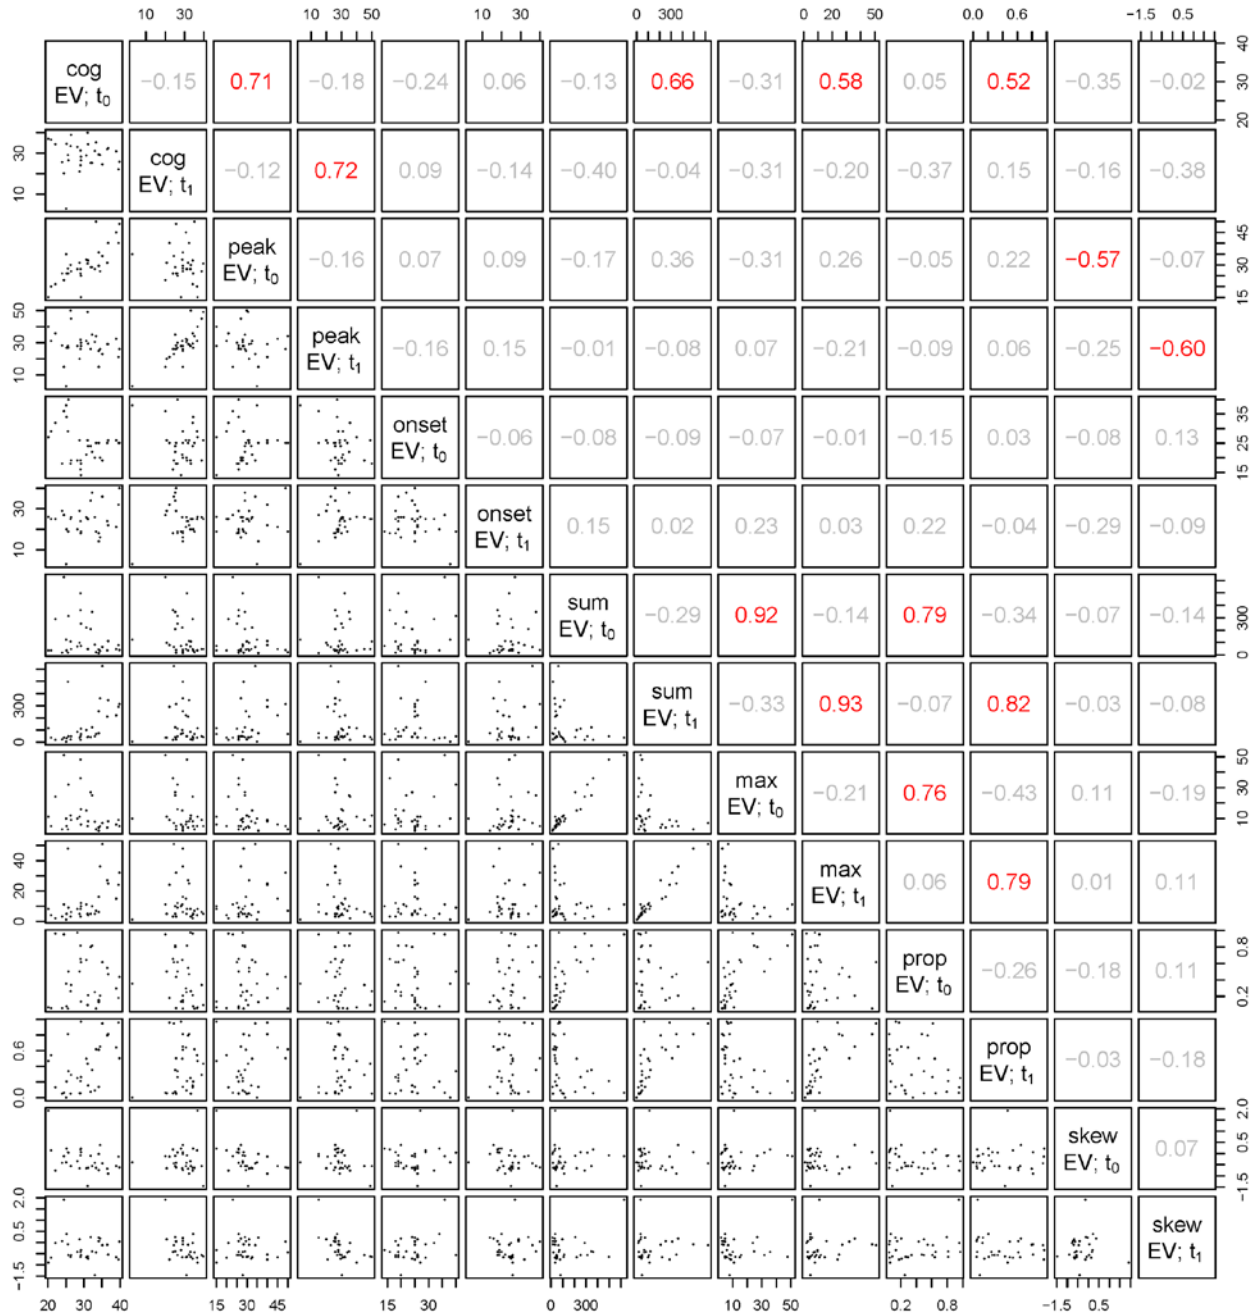 10 30 10 30 50 10 30 0 300 0 20 50 0.0 0.6 −1.5 0.5
cog −0.15 0.71 −0.18 −0.24 0.06 −0.13 0.66 −0.31 0.58 0.05 0.52 −0.35 −0.02 20 30 40
EV; t0
10 30 cog −0.12 0.72 0.09 −0.14 −0.40 −0.04 −0.31 −0.20 −0.37 0.15 −0.16 −0.38
EV; t1
peak −0.16 0.07 0.09 −0.17 0.36 −0.31 0.26 −0.05 0.22 −0.57 −0.07 15 30 45
EV; t0
10 30 50 peak −0.16 0.15 −0.01 −0.08 0.07 −0.21 −0.09 0.06 −0.25 −0.60
EV; t1
onset −0.06 −0.08 −0.09 −0.07 −0.01 −0.15 0.03 −0.08 0.13 15 25 35
EV; t0
10 30 onset 0.15 0.02 0.23 0.03 0.22 −0.04 −0.29 −0.09
EV; t1
sum −0.29 0.92 −0.14 0.79 −0.34 −0.07 −0.14 0 300
EV; t0
0 300 sum −0.33 0.93 −0.07 0.82 −0.03 −0.08
EV; t1
max −0.21 0.76 −0.43 0.11 −0.19 10 30 50
EV; t0
0 20 40 max 0.06 0.79 0.01 0.11
EV; t1
prop −0.26 −0.18 0.11 0.2 0.8
EV; t0
0.0 0.6 prop −0.03 −0.18
EV; t1
skew 0.07 −1.5 0.5 2.0
EV; t0
−1.5 0.5 2.0 skew
EV; t1
20 30 40 15 30 45 15 30 0 300 10 30 50 0.2 0.8 −1.5 0.5